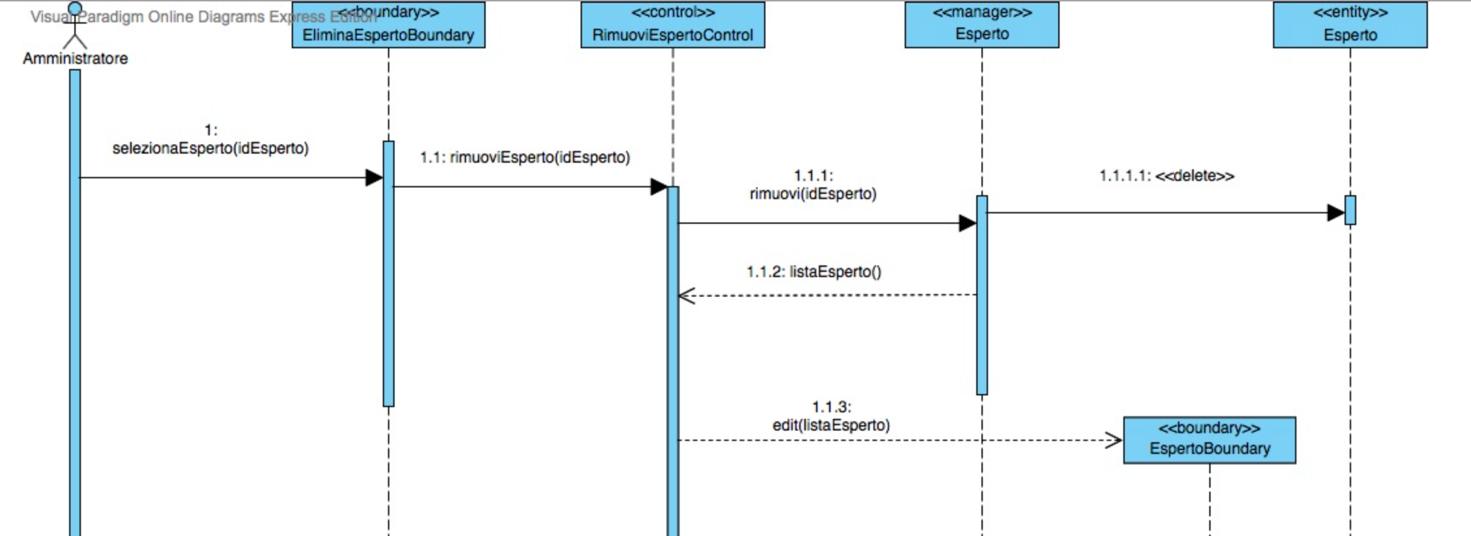 Visual Paradigm Online Diagrams Express Edition
<<boundary>>
EliminaEspertoBoundary
<<control>>
RimuoviEspertoControl
<<manager>>
Esperto
<<entity>>
Esperto
Amministratore
1:
selezionaEsperto(idEsperto)
1.1: rimuoviEsperto(idEsperto)
1.1.1:
rimuovi(idEsperto)
1.1.1.1: <<delete>>
1.1.2: listaEsperto()
1.1.3:
edit(listaEsperto)
<<boundary>>
EspertoBoundary